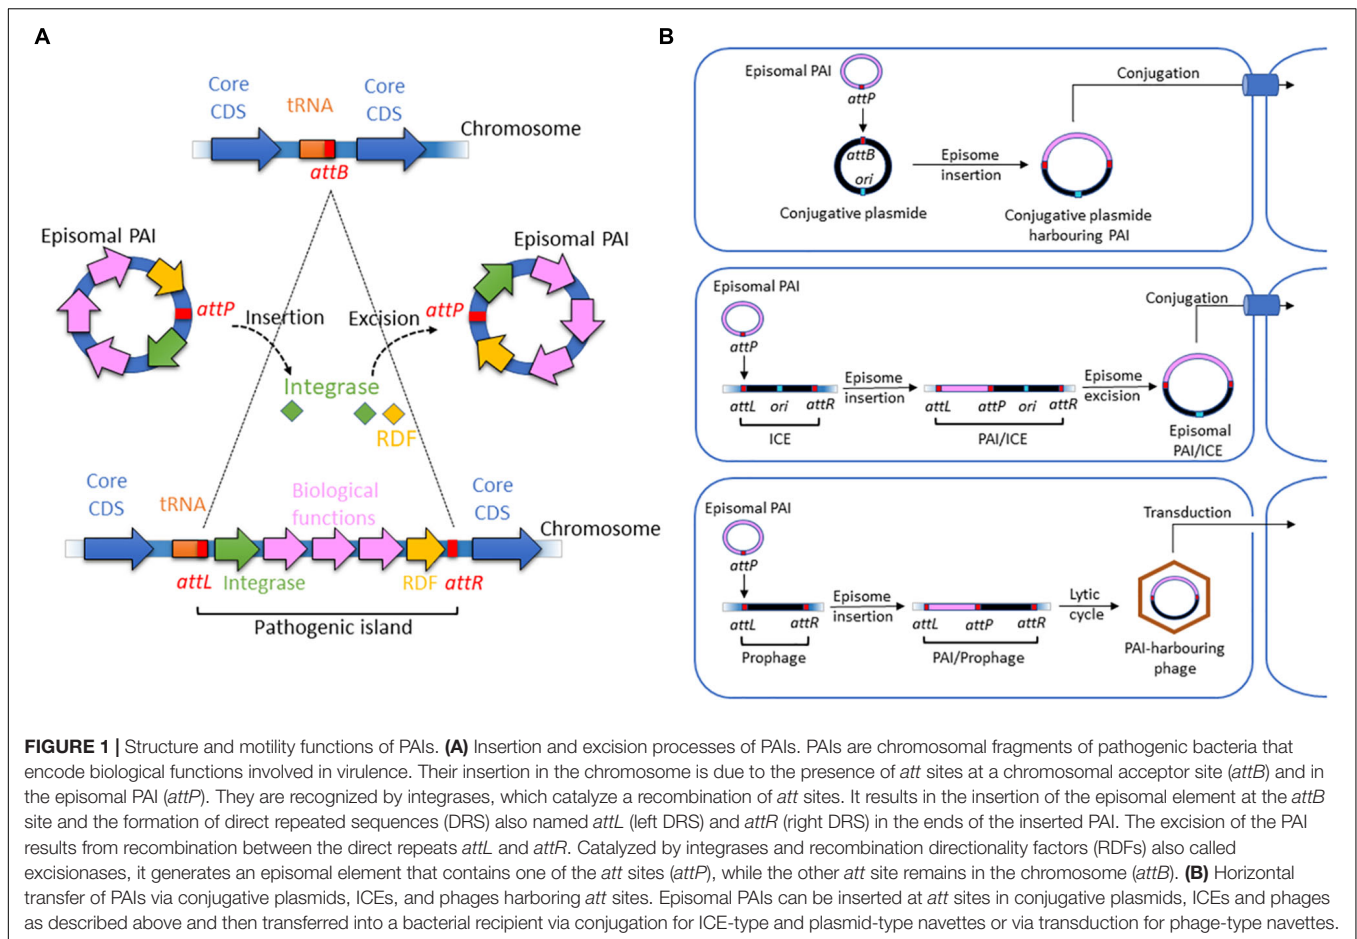 A
Core
CDS
tRNA
Core
CDS
Chromosome
attB
Episomal PAI
attP
Insertion
Excision
Episomal PAI
attP
Integrase
RDF
Core
CDS
tRNA
Biological
functions
Core
CDS
Chromosome
attL
Integrase
RDF
attR
Pathogenic island
B
Episomal PAI
attP
attB
ori
Conjugative plasmide
Episome
insertion
Conjugative plasmide
harbouring PAI
Conjugation
Episomal PAI
attP
attL
ori
attR
ICE
Episome
insertion
attL
attP
ori
attR
PAI/ICE
Episome
excision
Episomal
PAI/ICE
Conjugation
Episomal PAI
attP
attL
attR
Prophage
Episome
insertion
attL
attP
attR
PAI/Prophage
Lytic
cycle
PAI-harbouring
phage
Transduction
FIGURE 1 | Structure and motility functions of PAIs. (A) Insertion and excision processes of PAIs. PAIs are chromosomal fragments of pathogenic bacteria that
encode biological functions involved in virulence. Their insertion in the chromosome is due to the presence of att sites at a chromosomal acceptor site (attB) and in
the episomal PAI (attP). They are recognized by integrases, which catalyze a recombination of att sites. It results in the insertion of the episomal element at the attB
site and the formation of direct repeated sequences (DRS) also named attL (left DRS) and attR (right DRS) in the ends of the inserted PAI. The excision of the PAI
results from recombination between the direct repeats attL and attR. Catalyzed by integrases and recombination directionality factors (RDFs) also called
excisionases, it generates an episomal element that contains one of the att sites (attP), while the other att site remains in the chromosome (attB). (B) Horizontal
transfer of PAIs via conjugative plasmids, ICEs, and phages harboring att sites. Episomal PAIs can be inserted at att sites in conjugative plasmids, ICEs and phages
as described above and then transferred into a bacterial recipient via conjugation for ICE-type and plasmid-type navettes or via transduction for phage-type navettes.